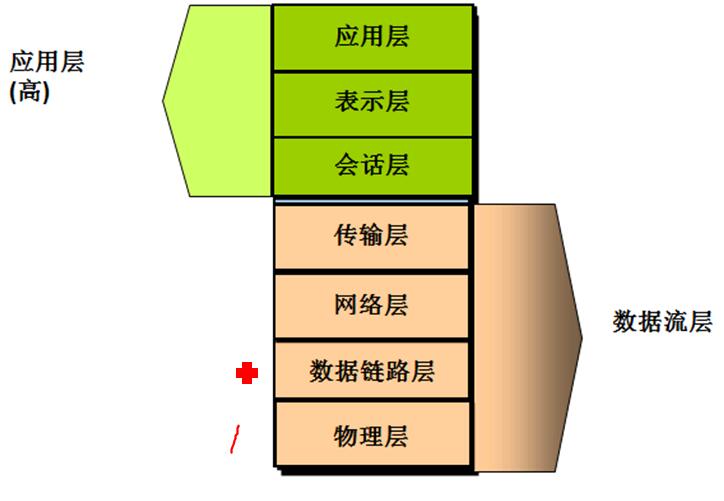 应用层
(高)
应用层
表示层
会话层
传输层
网络层
数据链路层
物理层
数据流层